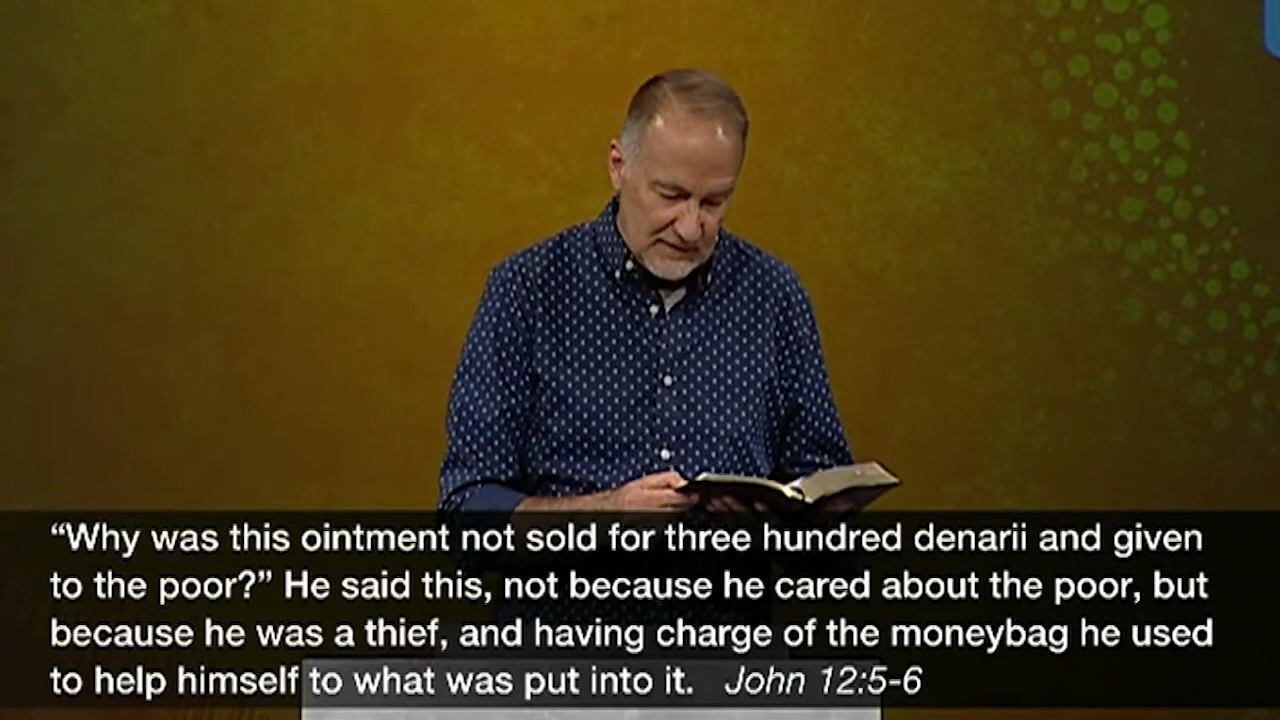 “Why was this ointment not sold for three hundred denarii and given
to the poor?” He said this, not because he cared about the poor, but
because he was a thief, and having charge of the moneybag he used
to help himself to what was put into it. John 12:5-6